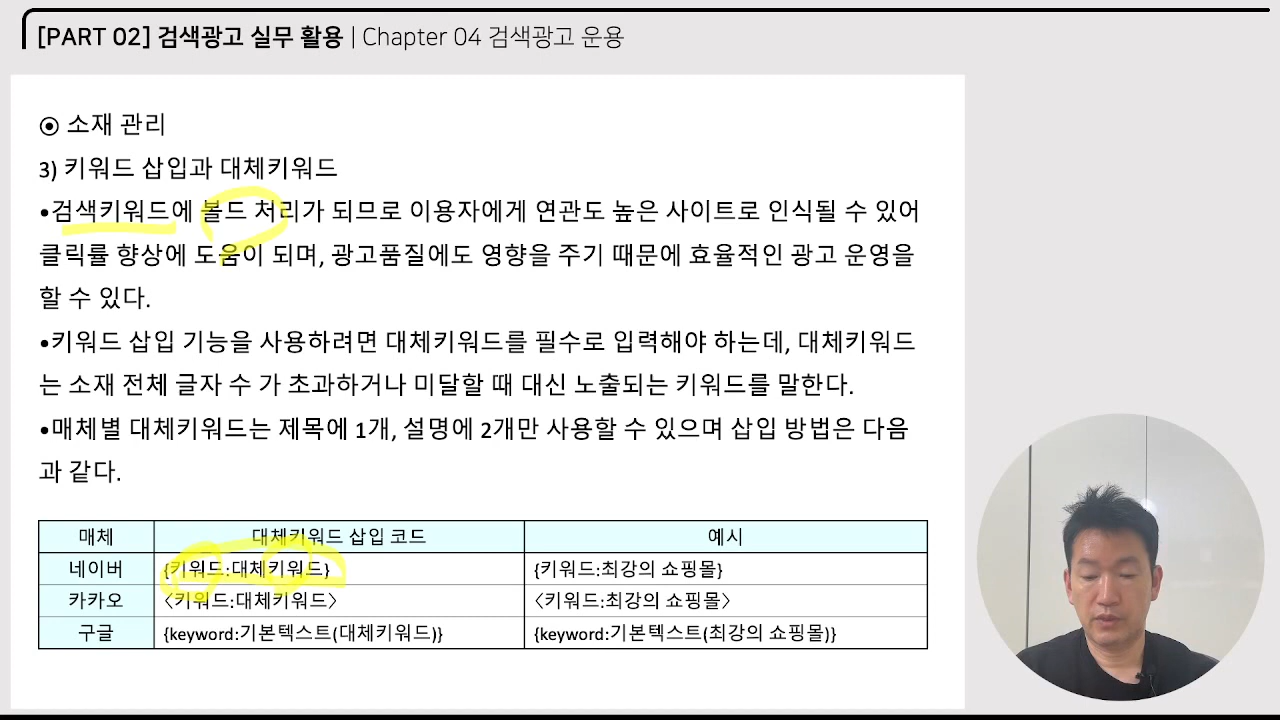 [PART 02] 검색광고 실무 활용 | Chapter 04 검색광고 운용
⦿ 소재 관리
3) 키워드 삽입과 대체키워드
•검색키워드에 볼드 처리가 되므로 이용자에게 연관도 높은 사이트로 인식될 수 있어
클릭률 향상에 도움이 되며, 광고품질에도 영향을 주기 때문에 효율적인 광고 운영을
할 수 있다.
•키워드 삽입 기능을 사용하려면 대체키워드를 필수로 입력해야 하는데, 대체키워드
는 소재 전체 글자 수 가 초과하거나 미달할 때 대신 노출되는 키워드를 말한다.
•매체별 대체키워드는 제목에 1개, 설명에 2개만 사용할 수 있으며 삽입 방법은 다음
과 같다.
매체 대체키워드 삽입 코드 예시
네이버 {키워드:대체키워드} {키워드:최강의 쇼핑몰}
카카오 〈키워드:대체키워드〉 〈키워드:최강의 쇼핑몰〉
구글 {keyword:기본텍스트(대체키워드)} {keyword:기본텍스트(최강의 쇼핑몰)}